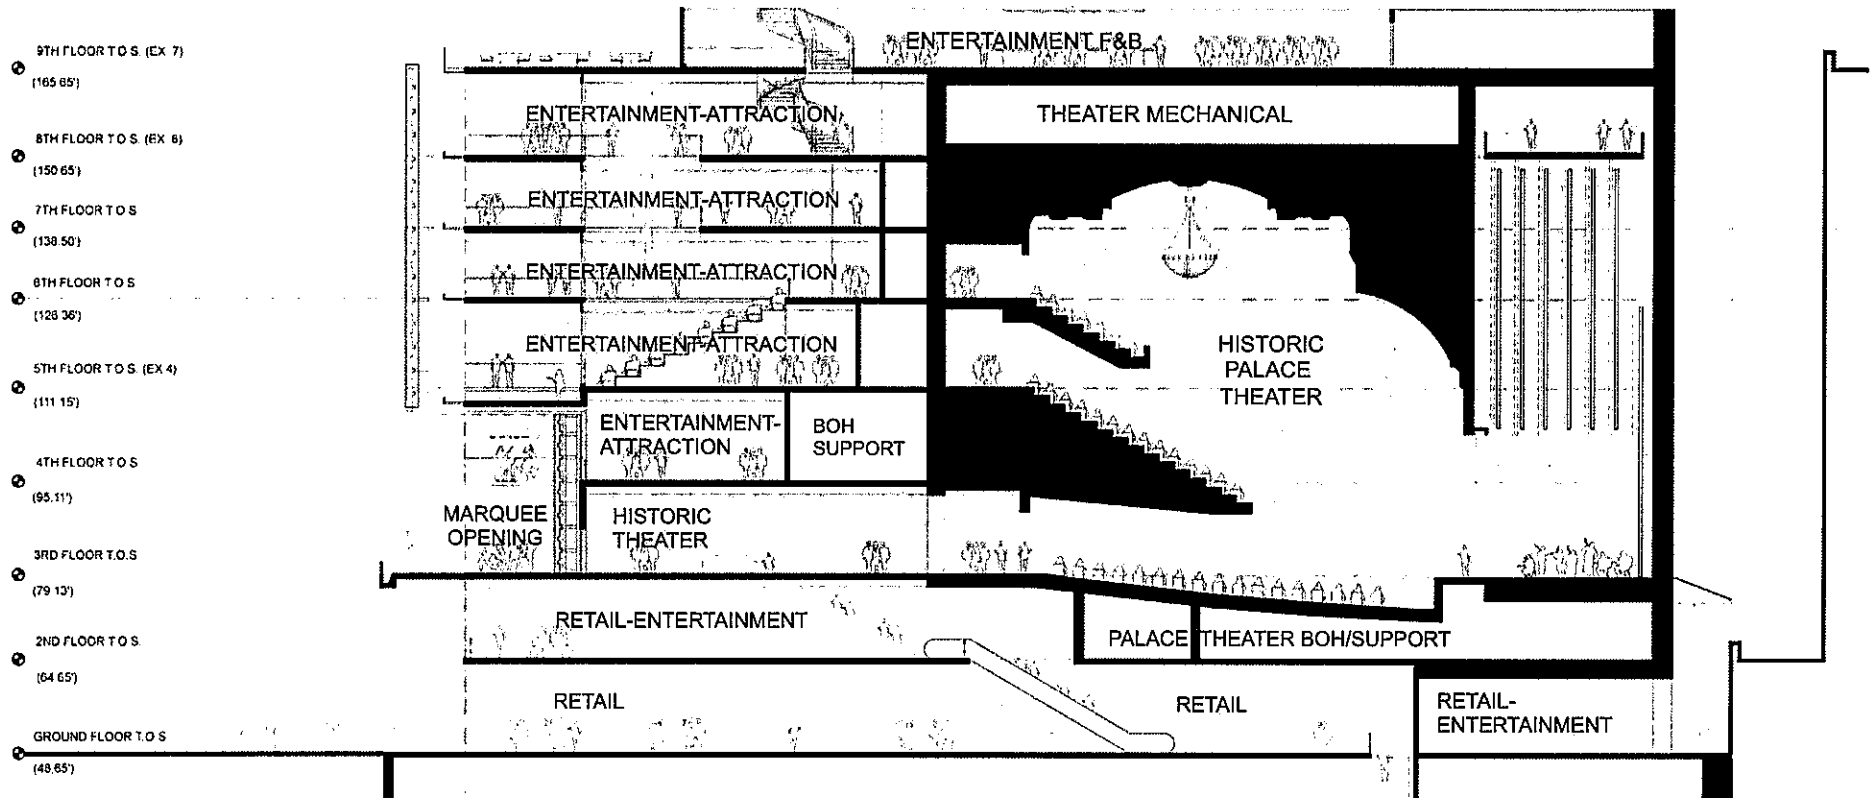 9TH FLOOR T O S. (EX 7)
(165 65')
8TH FLOOR T O S. (EX 6)
(150 65')
7TH FLOOR T O S
(138.50')
6TH FLOOR T O S
(126 36')
5TH FLOOR T O S. (EX 4)
(111 15')
4TH FLOOR T O S
(95.11')
3RD FLOOR T.O.S
(79 13')
2ND FLOOR T O S.
(64 65')
GROUND FLOOR T.O S
(48.65')
ENTERTAINMENT F&B
ENTERTAINMENT-ATTRACTION
THEATER MECHANICAL
ENTERTAINMENT-ATTRACTION
ENTERTAINMENT-ATTRACTION
ENTERTAINMENT-ATTRACTION
HISTORIC
PALACE
THEATER
ENTERTAINMENT-
ATTRACTION
BOH
SUPPORT
MARQUEE
OPENING
HISTORIC
THEATER
RETAIL-ENTERTAINMENT
PALACE THEATER BOH/SUPPORT
RETAIL
RETAIL
RETAIL-
ENTERTAINMENT